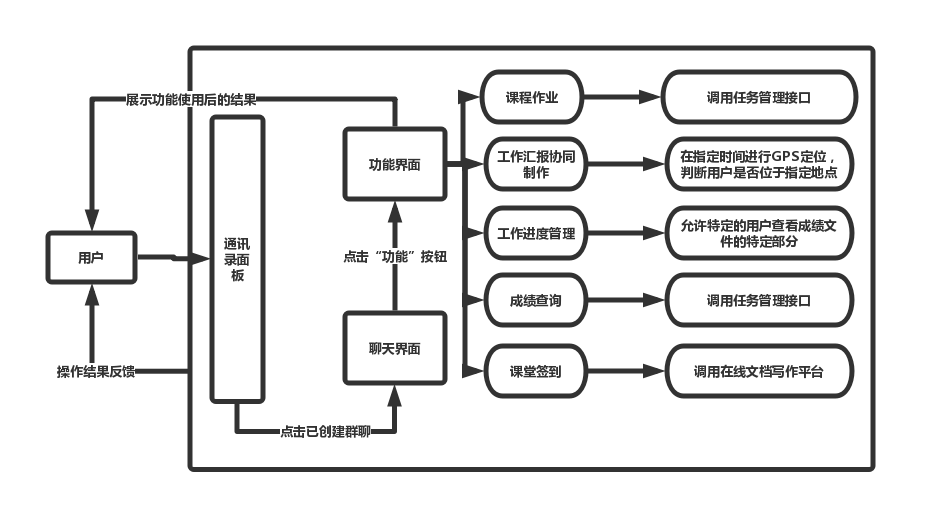 展示功能使用后的结果
用户
操作结果反馈
通讯
录面
板
点击已创建群聊
功能界面
点击“功能”按钮
聊天界面
课程作业
调用任务管理接口
工作汇报协同
制作
在指定时间进行GPS定位，
判断用户是否位于指定地点
工作进度管理
允许特定的用户查看成绩文
件的特定部分
成绩查询
调用任务管理接口
课堂签到
调用在线文档写作平台